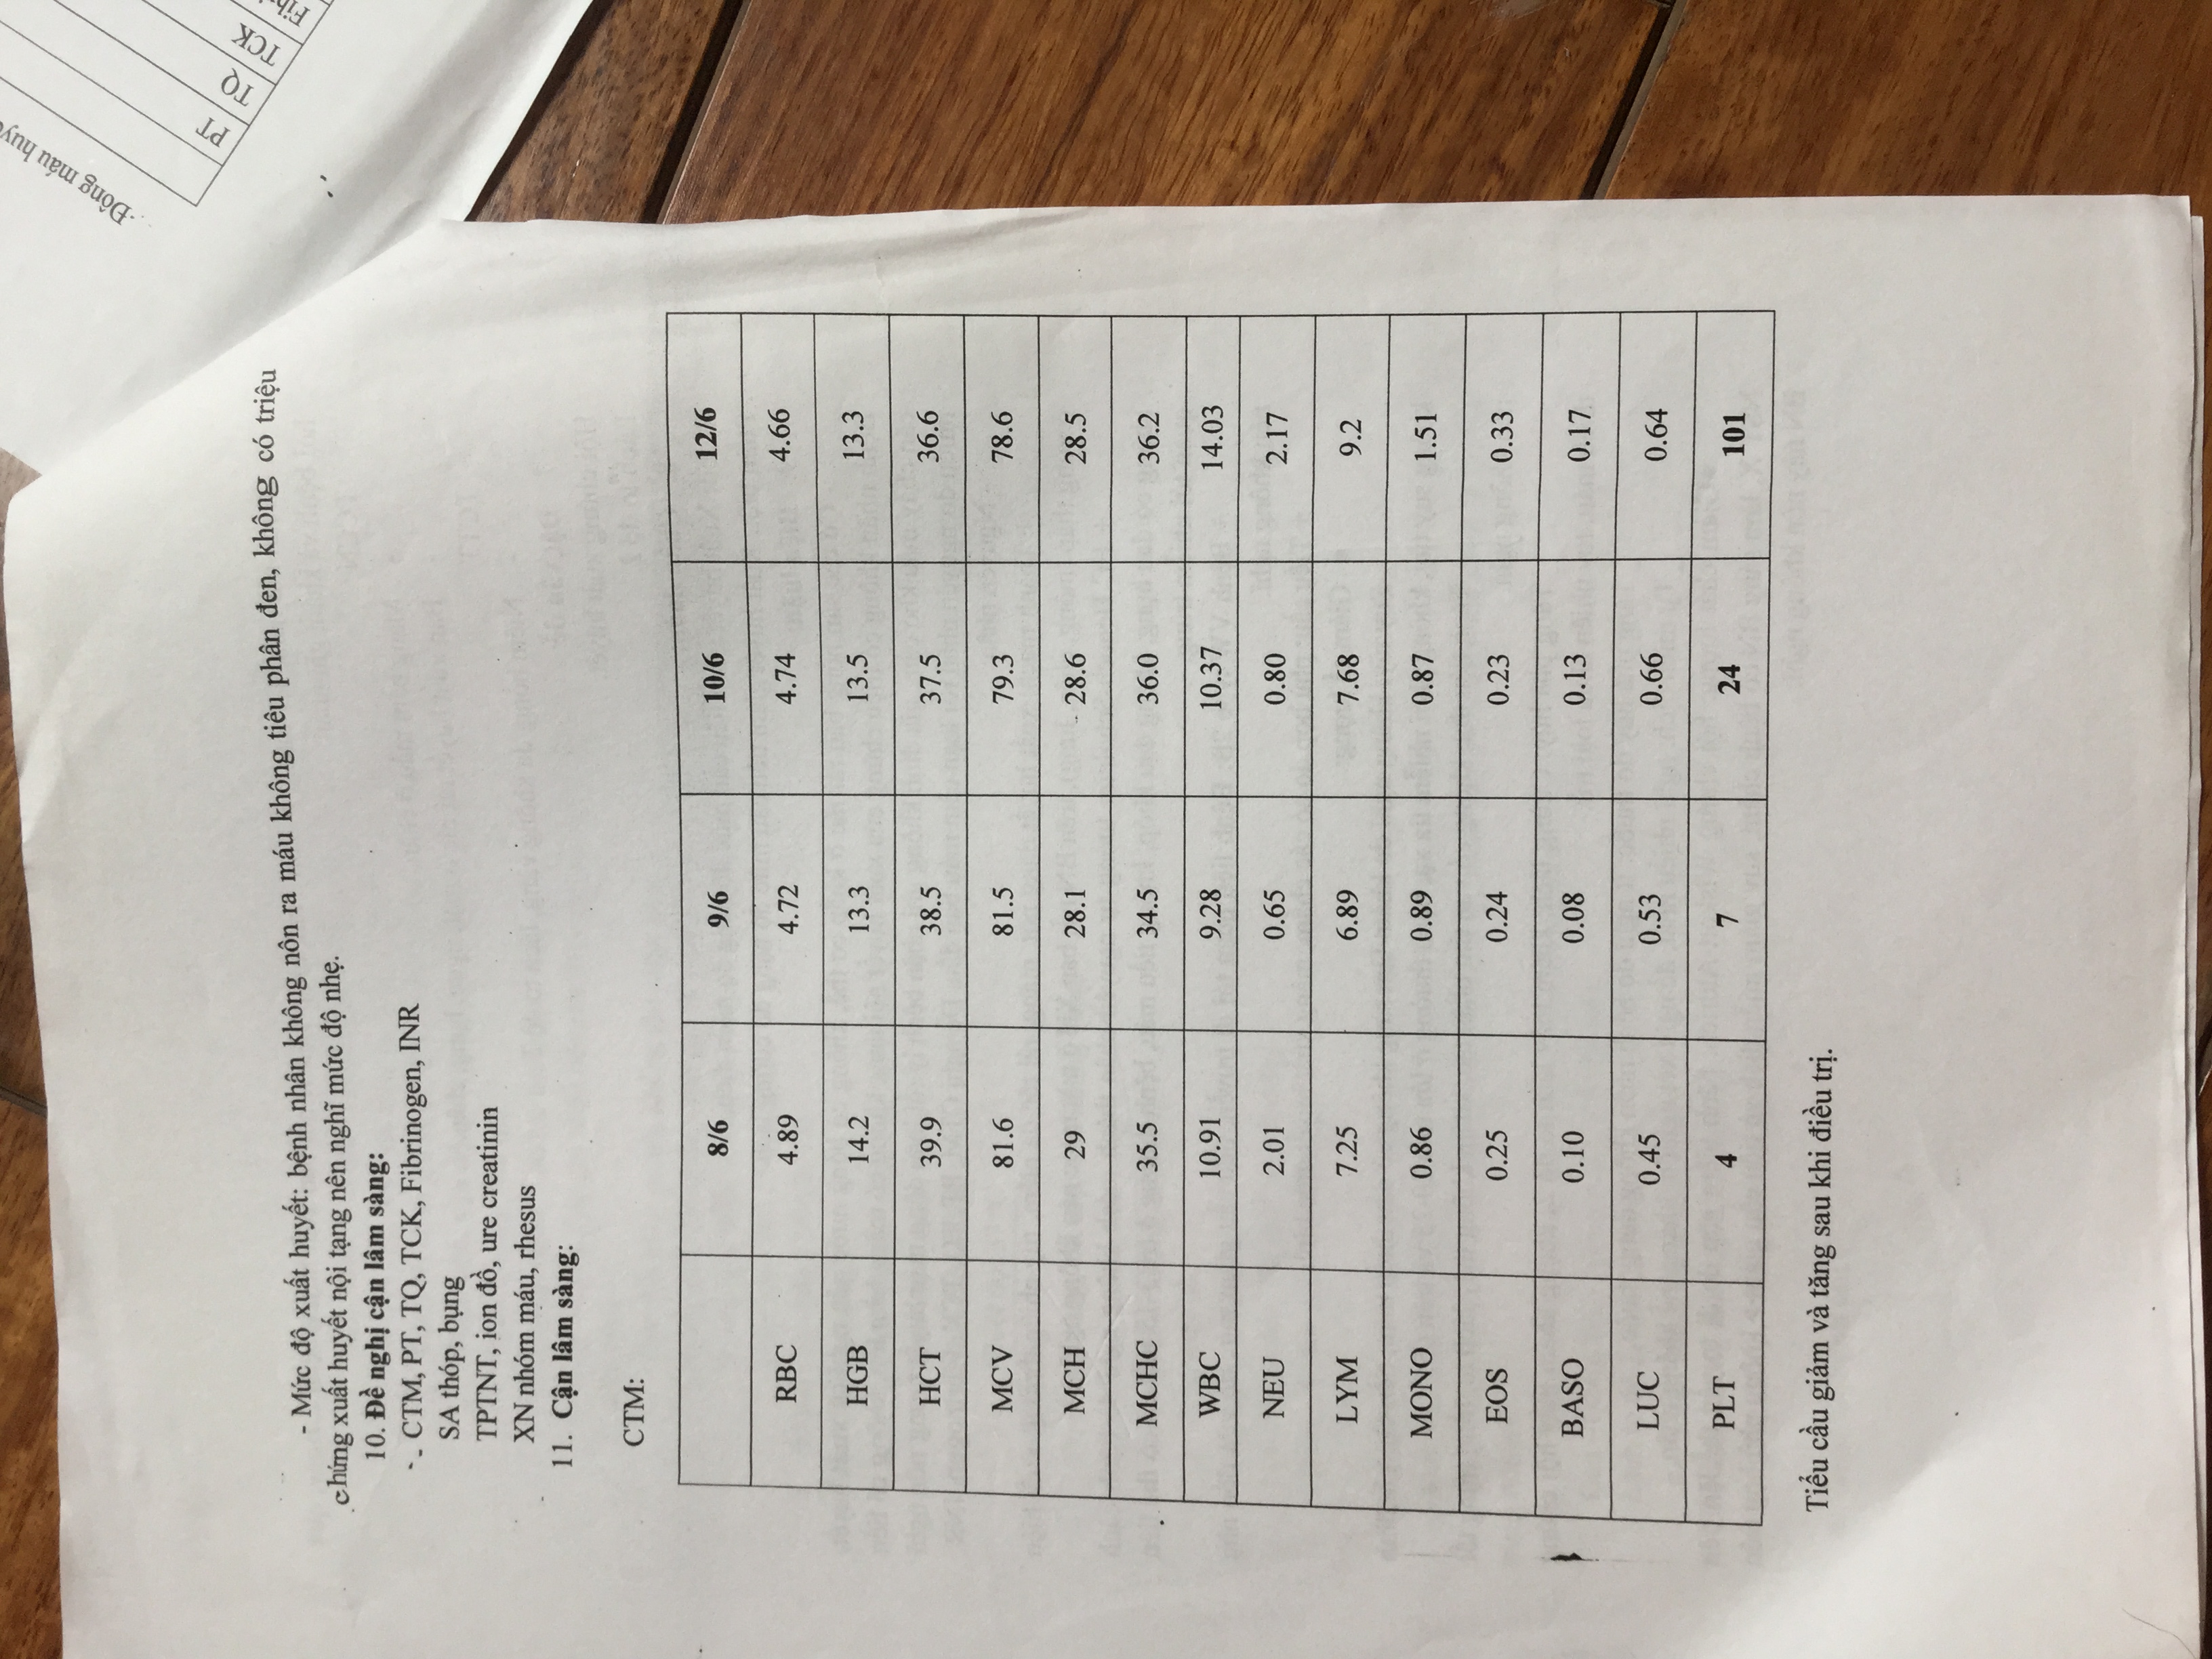 - Mức độ xuất huyết: bệnh nhân không nôn ra máu không tiêu phân đen, không có triệu
chứng xuất huyết nội tạng nên nghĩ mức độ nhẹ.
10. Đề nghị cận lâm sàng:
- CTM, PT, TQ, TCK, Fibrinogen, INR
SA thóp, bụng
TPTNT, ion đồ, ure creatinin
XN nhóm máu, rhesus
11. Cận lâm sàng:
CTM:
8/6 9/6 10/6 12/6
RBC 4.89 4.72 4.74 4.66
HGB 14.2 13.3 13.5 13.3
HCT 39.9 38.5 37.5 36.6
MCV 81.6 81.5 79.3 78.6
MCH 29 28.1 28.6 28.5
MCHC 35.5 34.5 36.0 36.2
WBC 10.91 9.28 10.37 14.03
NEU 2.01 0.65 0.80 2.17
LYM 7.25 6.89 7.68 9.2
MONO 0.86 0.89 0.87 1.51
EOS 0.25 0.24 0.23 0.33
BASO 0.10 0.08 0.13 0.17
LUC 0.45 0.53 0.66 0.64
PLT 4 7 24 101
Tiểu cầu giảm và tăng sau khi điều trị.
Đông máu
PT
TQ
TCK